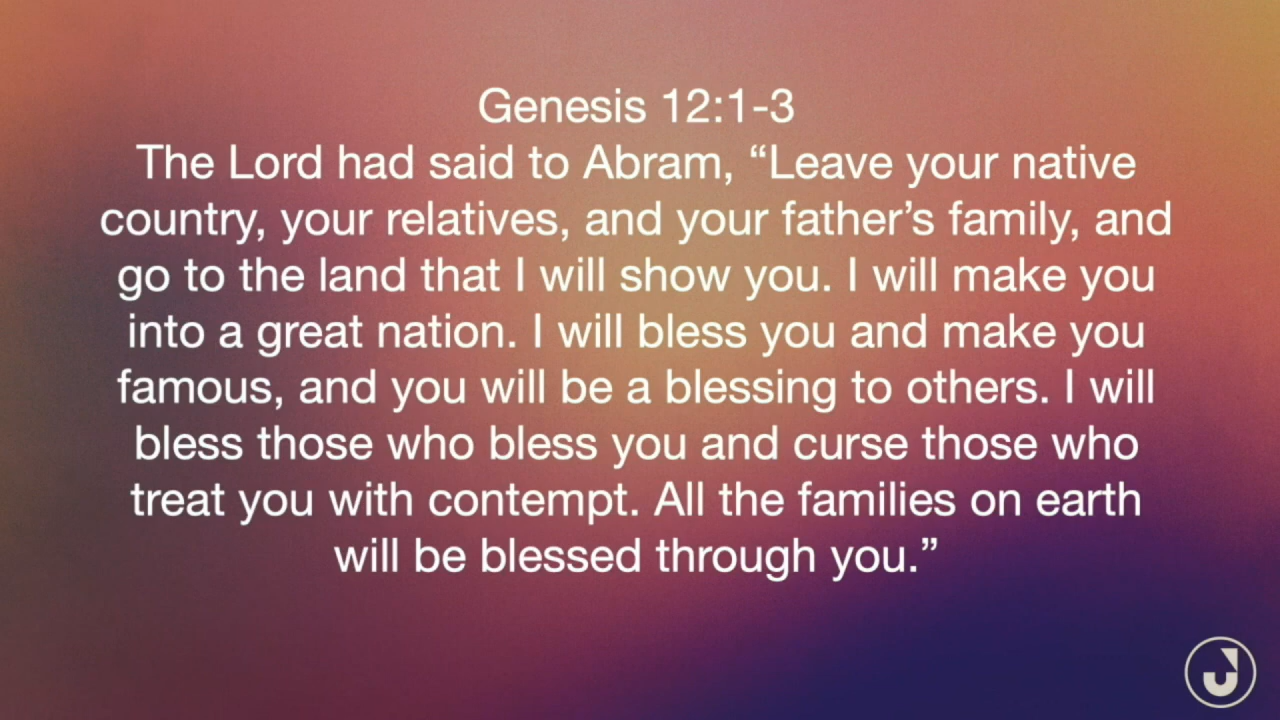 Genesis 12:1-3
The Lord had said to Abram, “Leave your native
country, your relatives, and your father’s family, and
go to the land that I will show you. I will make you
into a great nation. I will bless you and make you
famous, and you will be a blessing to others. I will
bless those who bless you and curse those who
treat you with contempt. All the families on earth
will be blessed through you.”